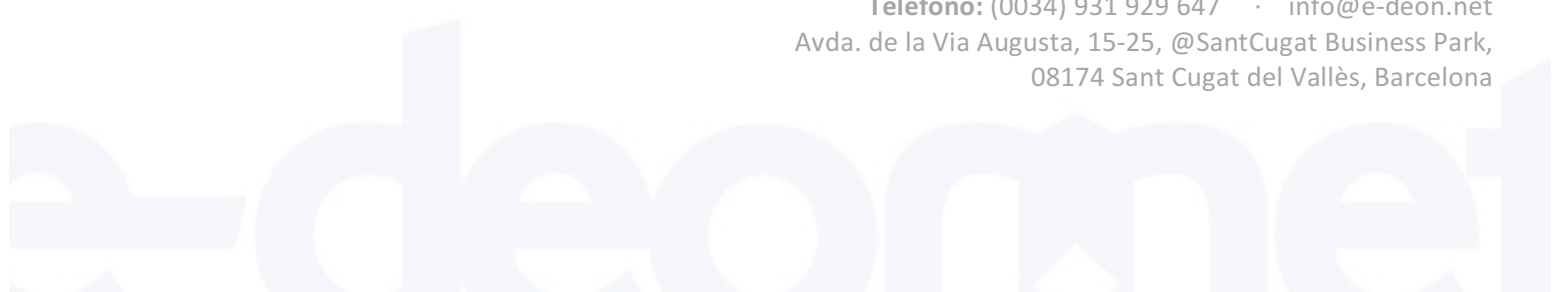 Teléfono: (0034) 931 929 647 · info@e-deon.net
Avda. de la Via Augusta, 15-25, @SantCugat Business Park,
08174 Sant Cugat del Vallès, Barcelona
e-deon.net